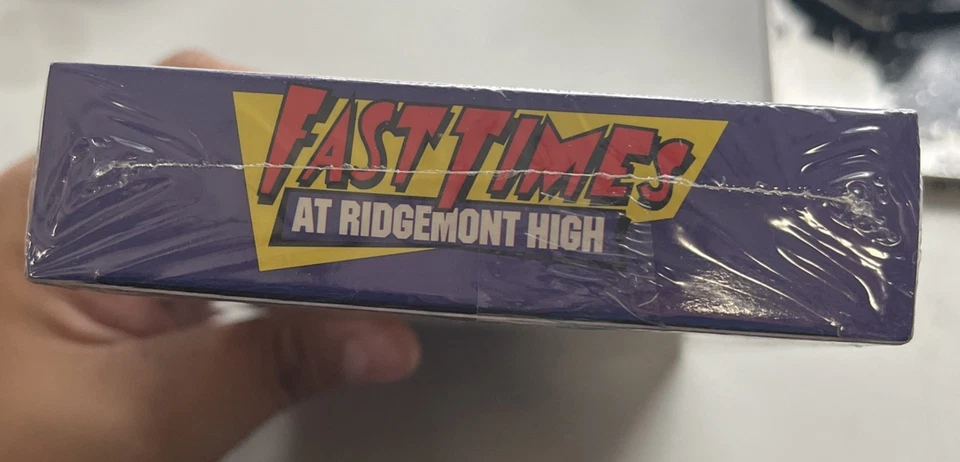 FAST TIMES
AT RIDGEMONT HIGH